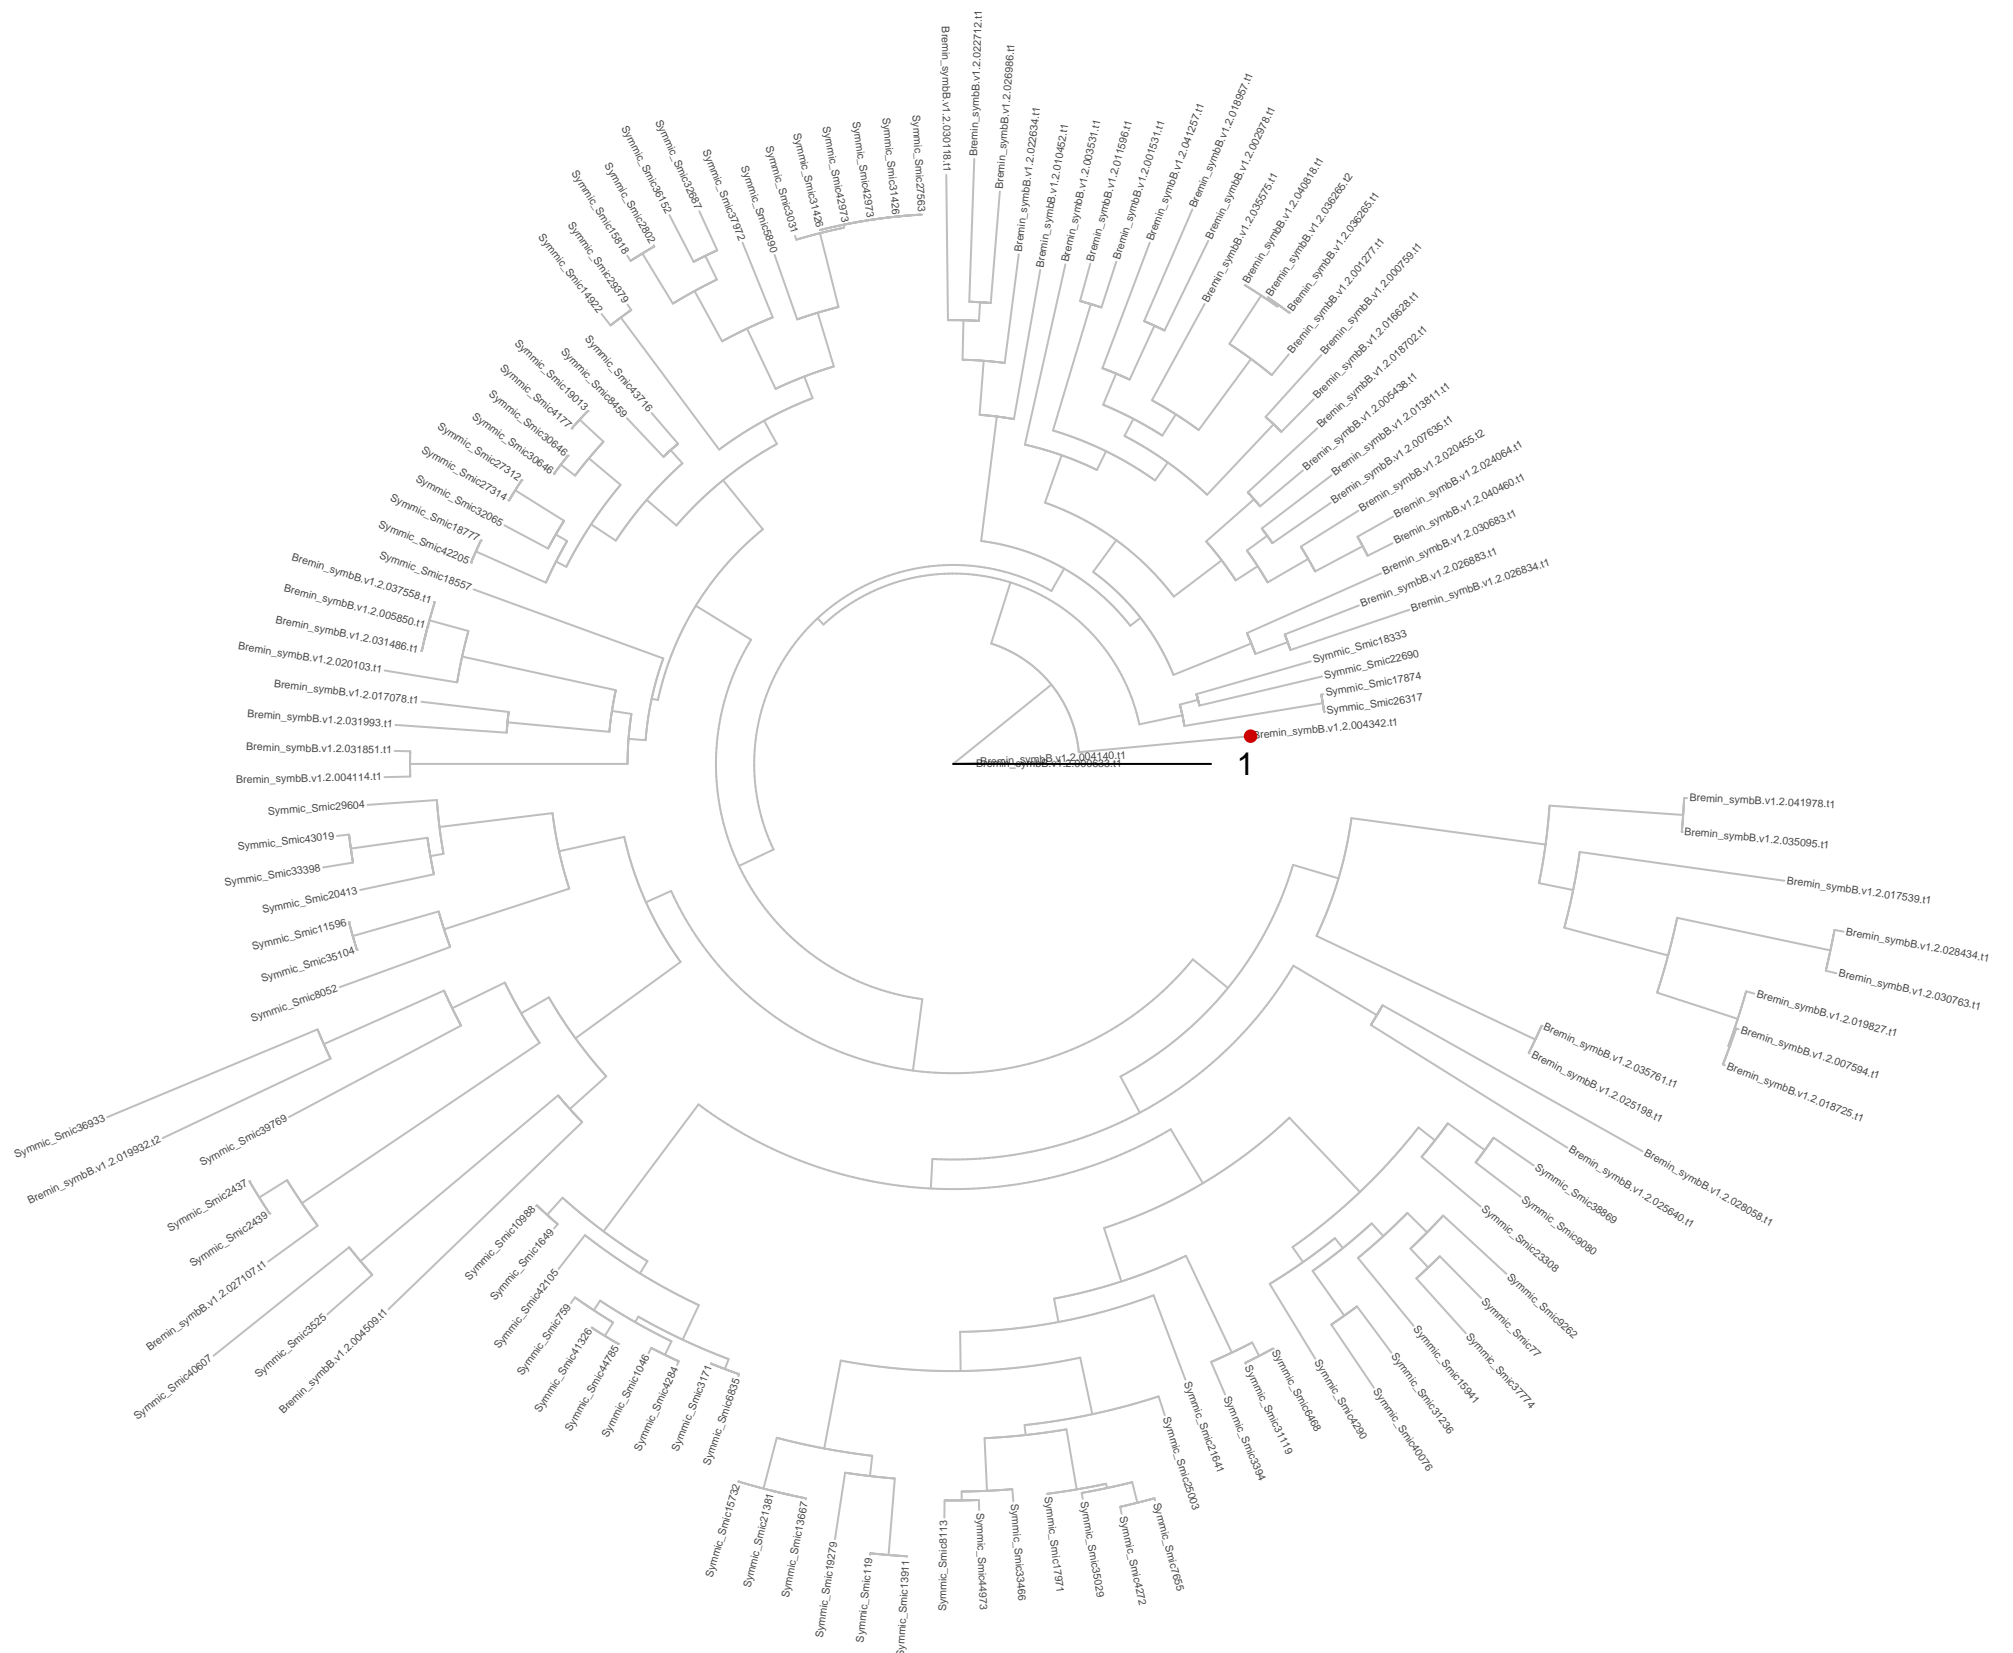 Bremin_symbB.v1.2.030118.t1
Bremin_symbB.v1.2.022712.t1
Bremin_symbB.v1.2.026986.t1
Bremin_symbB.v1.2.022634.t1
Bremin_symbB.v1.2.010452.t1
Bremin_symbB.v1.2.003531.t1
Bremin_symbB.v1.2.011596.t1
Bremin_symbB.v1.2.001531.t1
Bremin_symbB.v1.2.041257.t1
Bremin_symbB.v1.2.018957.t1
Bremin_symbB.v1.2.002978.t1
Bremin_symbB.v1.2.035575.t1
Bremin_symbB.v1.2.040818.t1
Bremin_symbB.v1.2.036265.t2
Bremin_symbB.v1.2.036265.t1
Bremin_symbB.v1.2.001277.t1
Bremin_symbB.v1.2.000759.t1
Bremin_symbB.v1.2.016628.t1
Bremin_symbB.v1.2.018702.t1
Bremin_symbB.v1.2.005438.t1
Bremin_symbB.v1.2.013811.t1
Bremin_symbB.v1.2.007635.t1
Bremin_symbB.v1.2.020455.t2
Bremin_symbB.v1.2.024064.t1
Bremin_symbB.v1.2.040460.t1
Bremin_symbB.v1.2.030683.t1
Bremin_symbB.v1.2.026883.t1
Bremin_symbB.v1.2.026834.t1
Symmic_Smic18333
Symmic_Smic22690
Symmic_Smic17874
Symmic_Smic26317
Bremin_symbB.v1.2.004342.t1
Bremin_symbB.v1.2.004140.t1
1
Bremin_symbB.v1.2.041978.t1
Bremin_symbB.v1.2.035095.t1
Bremin_symbB.v1.2.017539.t1
Bremin_symbB.v1.2.028434.t1
Bremin_symbB.v1.2.030763.t1
Bremin_symbB.v1.2.019827.t1
Bremin_symbB.v1.2.007594.t1
Bremin_symbB.v1.2.018725.t1
Bremin_symbB.v1.2.035761.t1
Bremin_symbB.v1.2.025198.t1
Bremin_symbB.v1.2.028058.t1
Bremin_symbB.v1.2.025640.t1
Symmic_Smic38869
Symmic_Smic9080
Symmic_Smic23308
Symmic_Smic9262
Symmic_Smic77
Symmic_Smic37774
Symmic_Smic15941
Symmic_Smic31236
Symmic_Smic40076
Symmic_Smic4290
Symmic_Smic6468
Symmic_Smic31119
Symmic_Smic3394
Symmic_Smic21641
Symmic_Smic25003
Symmic_Smic7655
Symmic_Smic4272
Symmic_Smic35029
Symmic_Smic17971
Symmic_Smic33466
Symmic_Smic44973
Symmic_Smic8113
Symmic_Smic13911
Symmic_Smic119
Symmic_Smic19279
Symmic_Smic13667
Symmic_Smic21381
Symmic_Smic15732
Symmic_Smic6835
Symmic_Smic3171
Symmic_Smic4284
Symmic_Smic1046
Symmic_Smic44785
Symmic_Smic41326
Symmic_Smic759
Symmic_Smic42105
Symmic_Smic1649
Symmic_Smic10988
Bremin_symbB.v1.2.004509.t1
Symmic_Smic3525
Symmic_Smic40607
Bremin_symbB.v1.2.027107.t1
Symmic_Smic2439
Symmic_Smic2437
Symmic_Smic39769
Bremin_symbB.v1.2.019932.t2
Symmic_Smic36933
Symmic_Smic8052
Symmic_Smic35104
Symmic_Smic11596
Symmic_Smic20413
Symmic_Smic33398
Symmic_Smic43019
Symmic_Smic29604
Bremin_symbB.v1.2.004114.t1
Bremin_symbB.v1.2.031851.t1
Bremin_symbB.v1.2.031993.t1
Bremin_symbB.v1.2.017078.t1
Bremin_symbB.v1.2.020103.t1
Bremin_symbB.v1.2.031486.t1
Bremin_symbB.v1.2.005850.t1
Bremin_symbB.v1.2.037558.t1
Symmic_Smic18557
Symmic_Smic42205
Symmic_Smic18777
Symmic_Smic32065
Symmic_Smic27314
Symmic_Smic27312
Symmic_Smic30646
Symmic_Smic30646
Symmic_Smic4177
Symmic_Smic19013
Symmic_Smic8459
Symmic_Smic43716
Symmic_Smic14922
Symmic_Smic29379
Symmic_Smic15818
Symmic_Smic2802
Symmic_Smic36152
Symmic_Smic32687
Symmic_Smic37972
Symmic_Smic5890
Symmic_Smic3031
Symmic_Smic31426
Symmic_Smic42973
Symmic_Smic42973
Symmic_Smic31426
Symmic_Smic27563